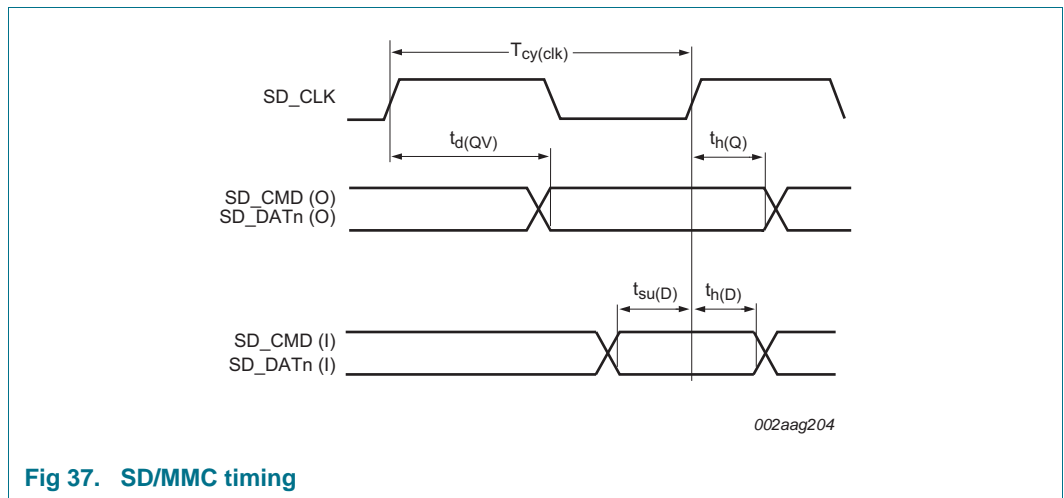 Tcy(clk)
SD_CLK
td(QV)
th(Q)
SD_CMD (O)
SD_DATn (O)
tsu(D)
th(D)
SD_CMD (I)
SD_DATn (I)
002aag204
Fig 37. SD/MMC timing